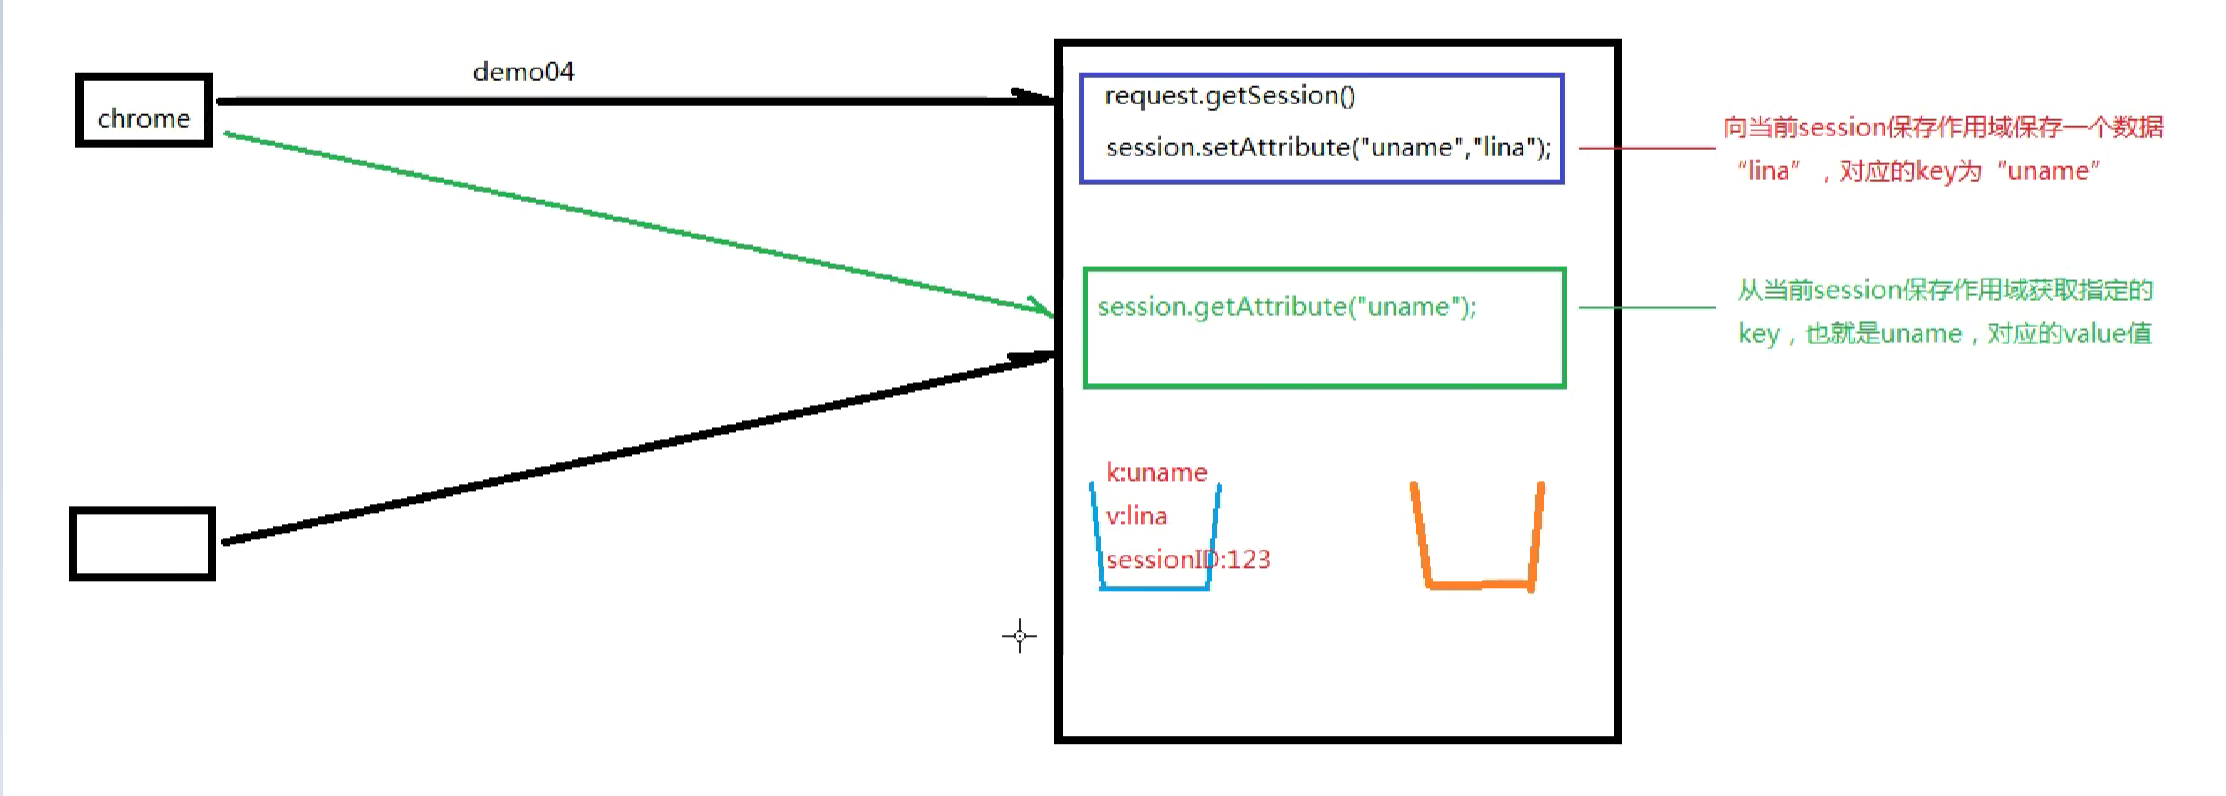 demo04
chrome
request.getSession()
session.setAttribute("uname","lina");
向当前session保存作用域保存一个数据
“lina”，对应的key为“uname”
session.getAttribute("uname");
从当前session保存作用域获取指定的
key，也就是uname，对应的value值
k:uname
v:lina
sessionID:123